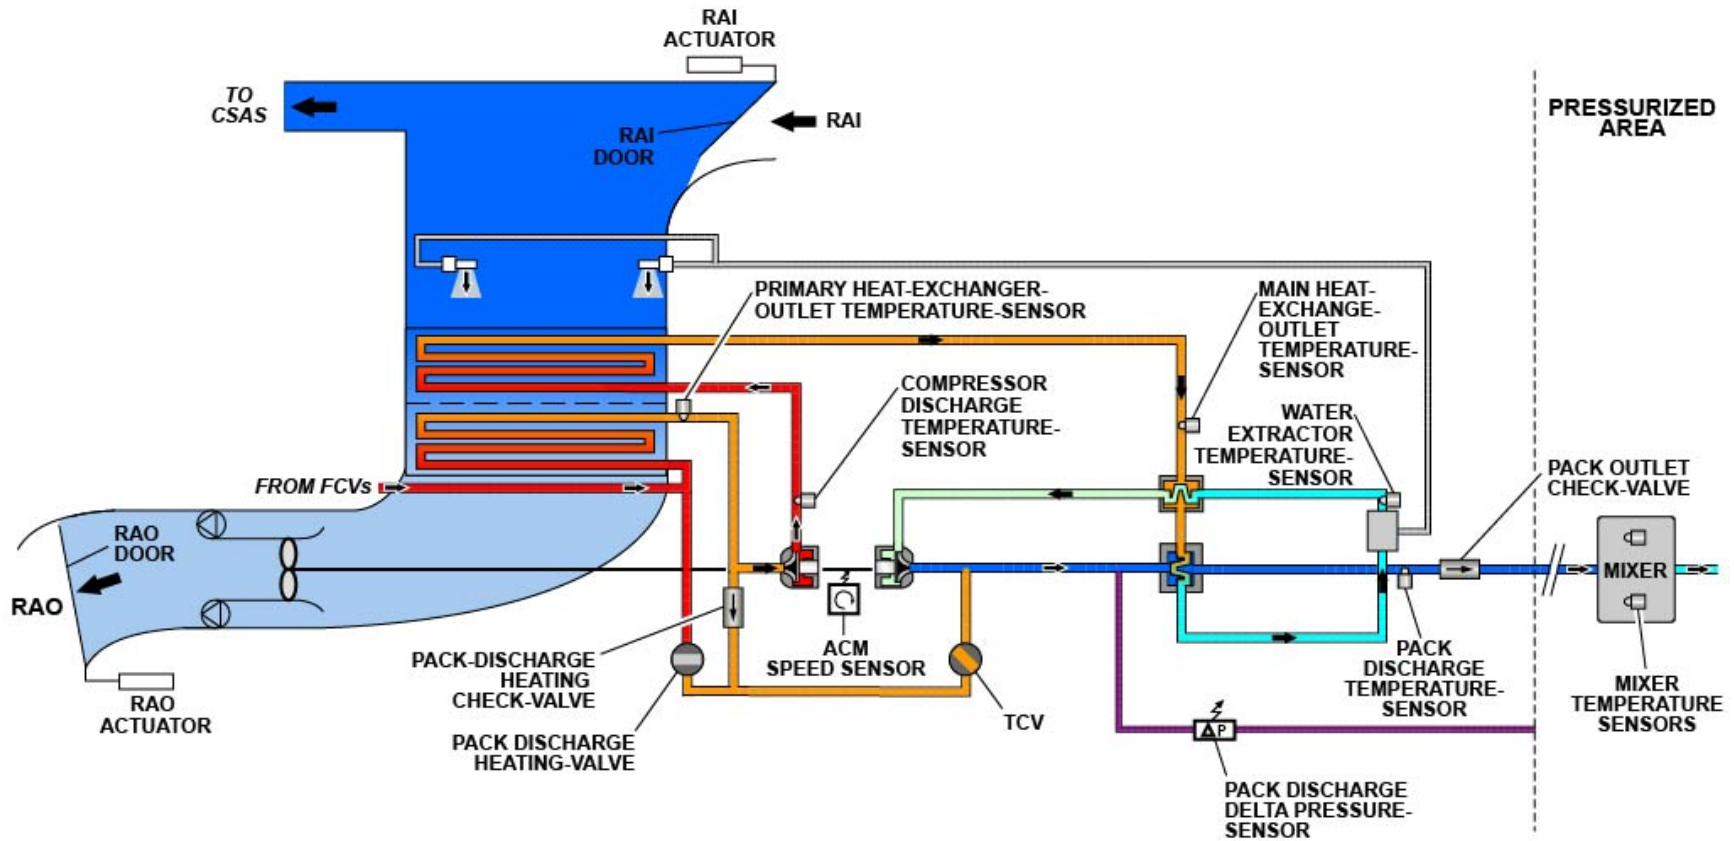 RAI
ACTUATOR
TO
CSAS
RAI
DOOR
RAI
PRESSURIZED
AREA
PRIMARY HEAT-EXCHANGER-
OUTLET TEMPERATURE-SENSOR
MAIN HEAT-
EXCHANGE-
OUTLET
TEMPERATURE-
SENSOR
COMPRESSOR
DISCHARGE
TEMPERATURE-
SENSOR
WATER
EXTRACTOR
TEMPERATURE-
SENSOR
PACK OUTLET
CHECK-VALVE
FROM FCVs
RAO
DOOR
RAO
MIXER
ACM
SPEED SENSOR
PACK-DISCHARGE
HEATING
CHECK-VALVE
PACK
DISCHARGE
TEMPERATURE-
SENSOR
MIXER
TEMPERATURE
SENSORS
RAO
ACTUATOR
PACK DISCHARGE
HEATING-VALVE
TCV
ΔP
PACK DISCHARGE
DELTA PRESSURE-
SENSOR